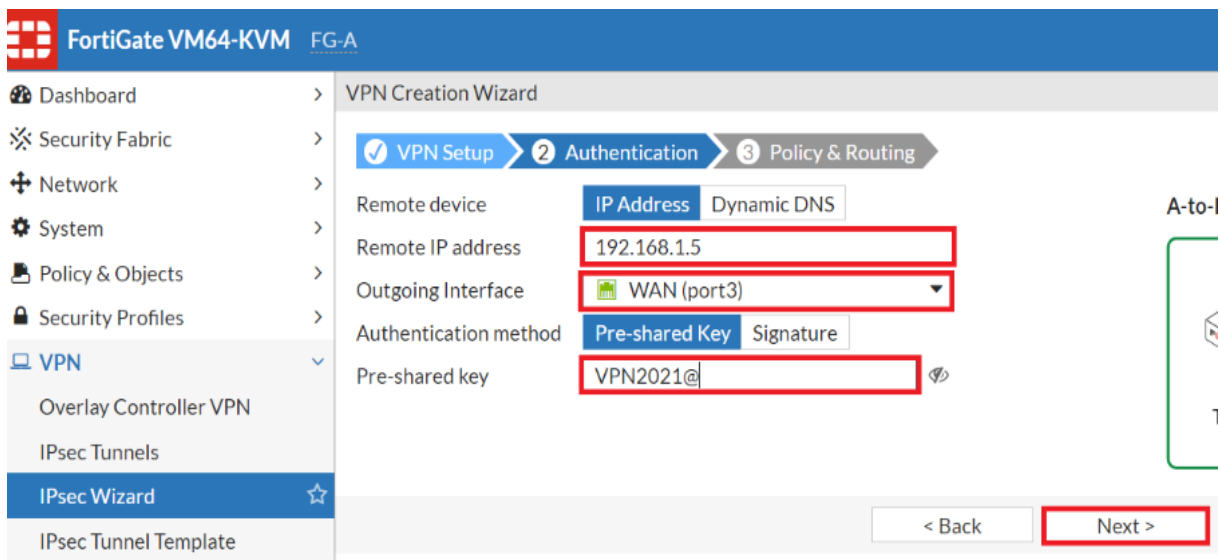 FortiGate VM64-KVM FG-A
Dashboard
Security Fabric
Network
System
Policy & Objects
Security Profiles
VPN
Overlay Controller VPN
IPsec Tunnels
IPsec Wizard
IPsec Tunnel Template
VPN Creation Wizard
VPN Setup 2 Authentication 3 Policy & Routing
Remote device IP Address Dynamic DNS
Remote IP address 192.168.1.5
Outgoing Interface WAN (port3)
Authentication method Pre-shared Key Signature
Pre-shared key VPN2021@
A-to-
< Back Next >